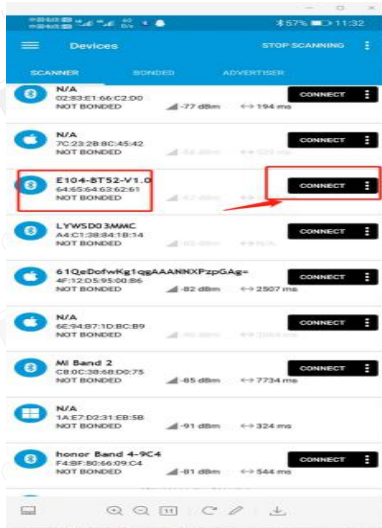 57% 11:32
Devices
STOP SCANNING
SCANNER BONDED ADVERTISER
N/A
02:83:E1:66:C2:D0
NOT BONDED -77 dBm 194 ms
CONNECT
N/A
7C:23:2B:8C:45:42
NOT BONDED
CONNECT
E104-BT52-V1.0
64:65:64:63:62:61
NOT BONDED
CONNECT
LYWSD03MMC
A4:C1:38:84:1B:14
NOT BONDED
CONNECT
61QeDofwKg1qgAAANNXPzpGAg=
4F:12:D5:95:00:B6
NOT BONDED -82 dBm 2507 ms
CONNECT
N/A
6E:94:B7:1D:BC:B9
NOT BONDED
CONNECT
MI Band 2
C8:0C:38:68:D0:75
NOT BONDED -85 dBm 7734 ms
CONNECT
N/A
1A:E7:D2:31:EB:5B
NOT BONDED -91 dBm 324 ms
honor Band 4-9C4
F4:BF:80:66:09:C4
NOT BONDED -81 dBm 544 ms
CONNECT